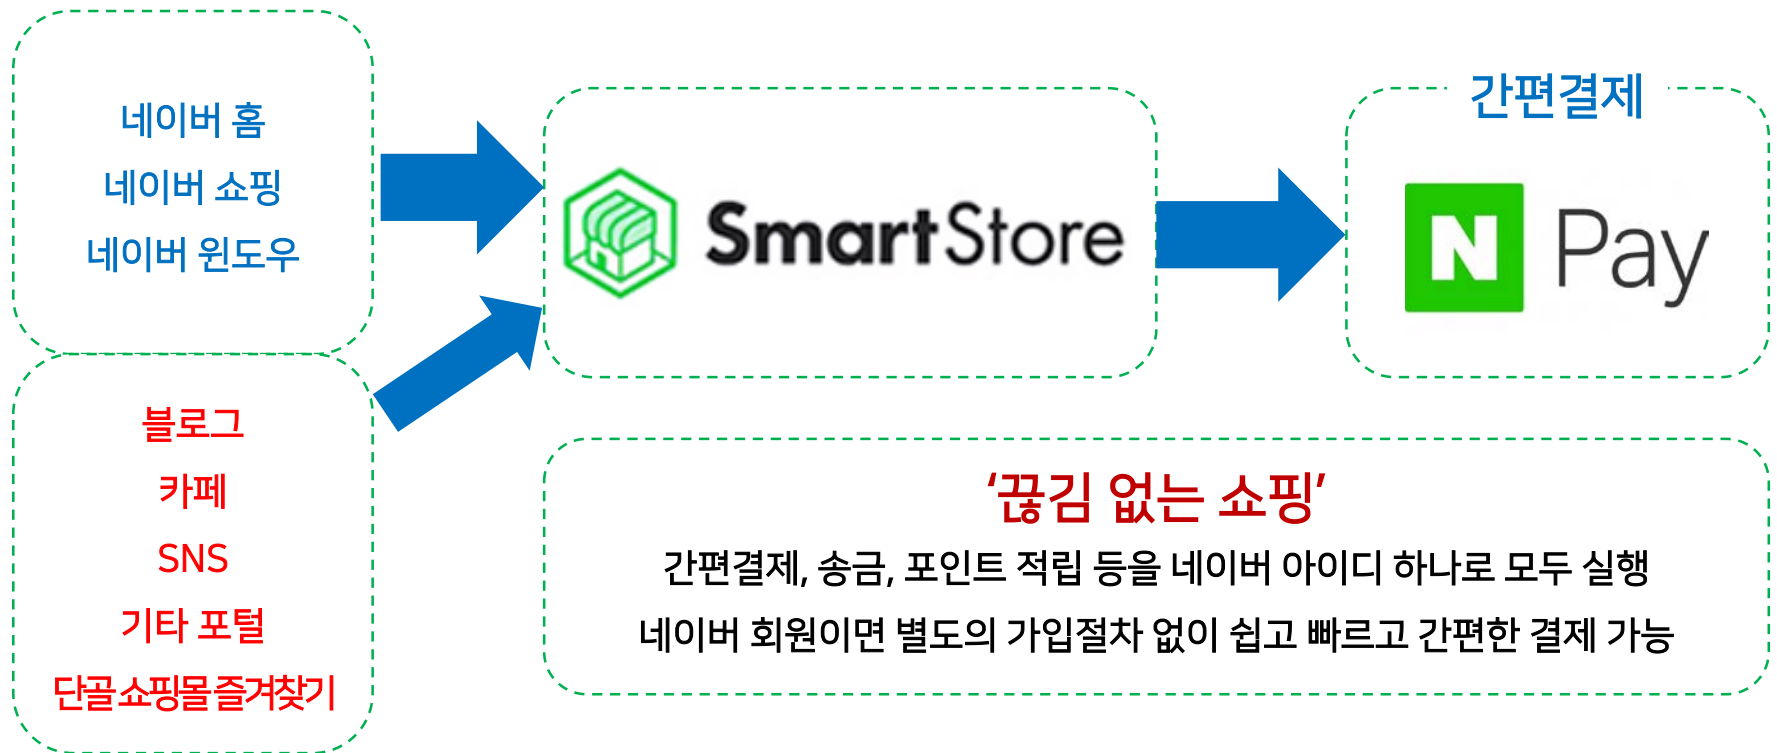 네이버 홈
네이버 쇼핑
네이버 윈도우
블로그
카페
SNS
기타 포털
단골 쇼핑몰 즐겨찾기
SmartStore
간편결제
N Pay
‘끊김 없는 쇼핑’
간편결제, 송금, 포인트 적립 등을 네이버 아이디 하나로 모두 실행
네이버 회원이면 별도의 가입절차 없이 쉽고 빠르고 간편한 결제 가능